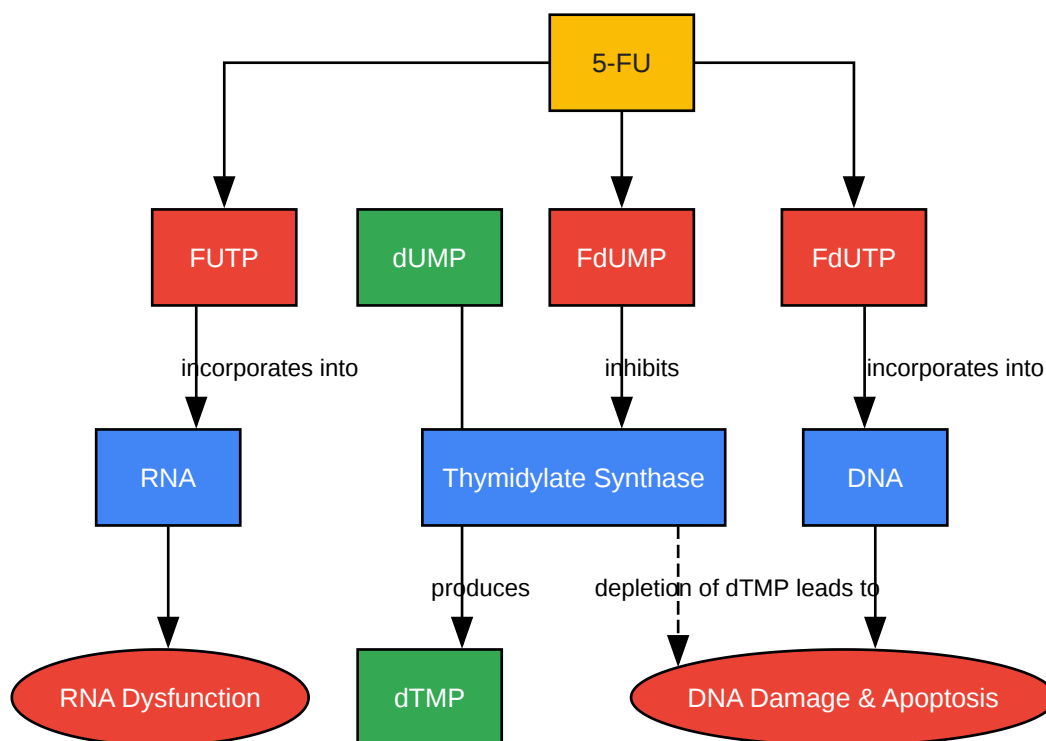 5-FU
FUTP
dUMP
FdUMP
FdUTP
incorporates into
inhibits
incorporates into
RNA
Thymidylate Synthase
DNA
produces
depletion of dTMP leads to
RNA Dysfunction
dTMP
DNA Damage & Apoptosis